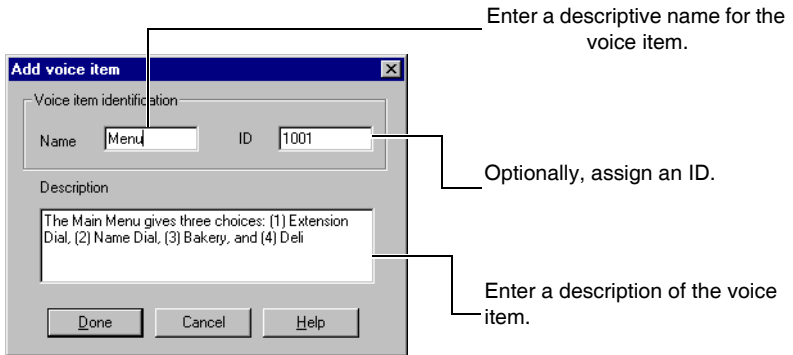 Enter a descriptive name for the
voice item.
Add voice item
Voice item identification
Name Menu ID 1001
Optionally, assign an ID.
Description
The Main Menu gives three choices: (1) Extension
Dial, (2) Name Dial, (3) Bakery, and (4) Deli
Enter a description of the voice
item.
Done Cancel Help